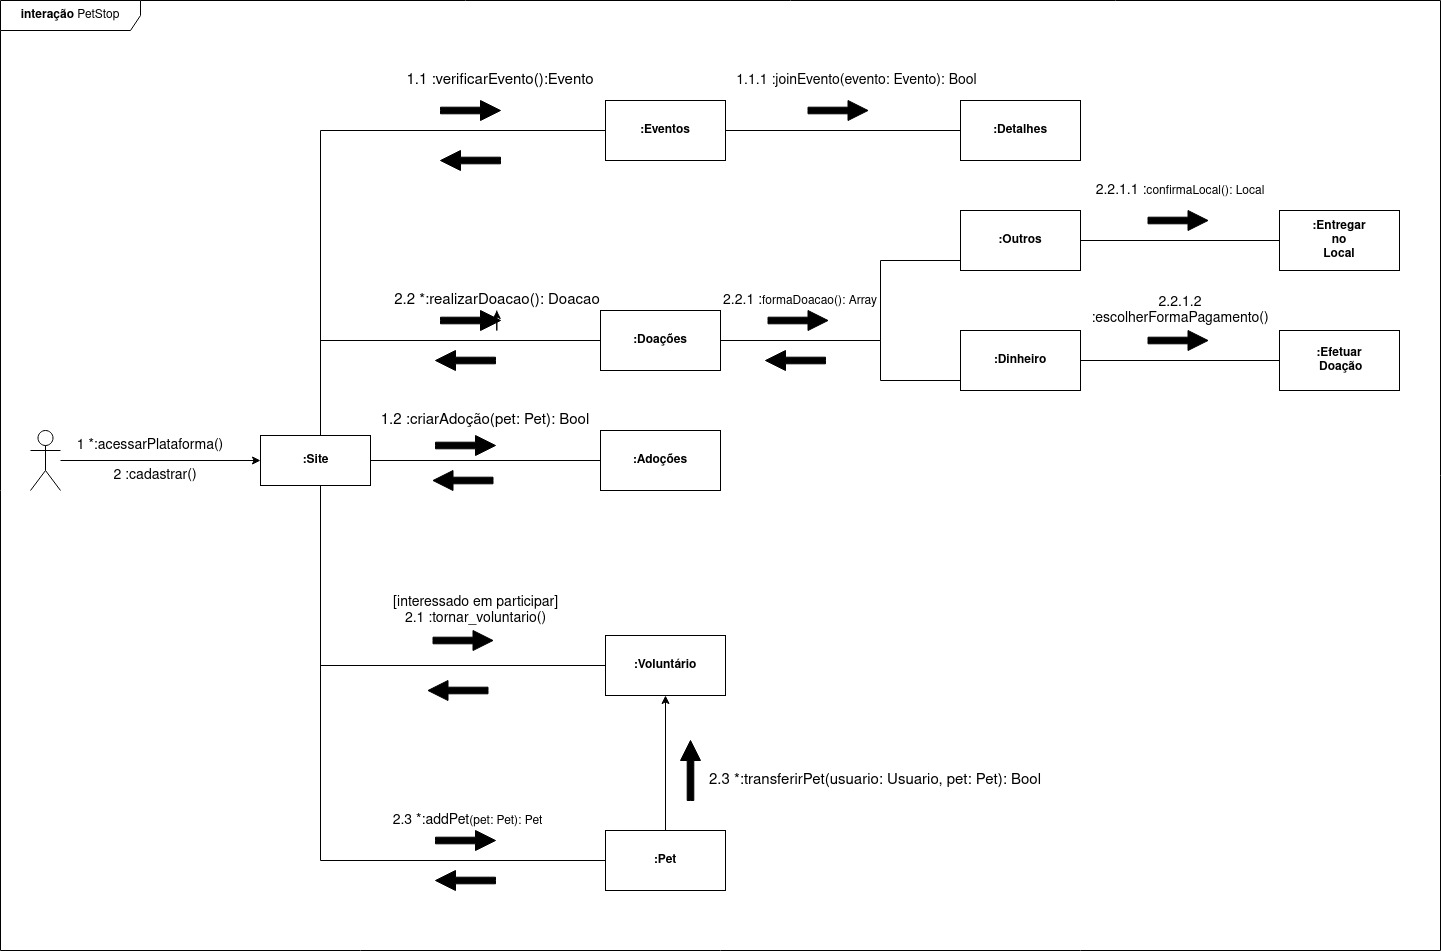 interação PetStop
1.1 :verificarEvento():Evento
1.1.1 :joinEvento(evento: Evento): Bool
:Eventos
:Detalhes
2.2.1.1 :confirmaLocal(): Local
:Outros
:Entregar
no
Local
2.2 *:realizarDoacao(): Doacao
2.2.1 :formaDoacao(): Array
2.2.1.2
:escolherFormaPagamento()
:Doações
:Dinheiro
:Efetuar
Doação
1.2 :criarAdoção(pet: Pet): Bool
1 *:acessarPlataforma()
2 :cadastrar()
:Site
:Adoções
[interessado em participar]
2.1 :tornar_voluntario()
:Voluntário
2.3 *:transferirPet(usuario: Usuario, pet: Pet): Bool
2.3 *:addPet(pet: Pet): Pet
:Pet